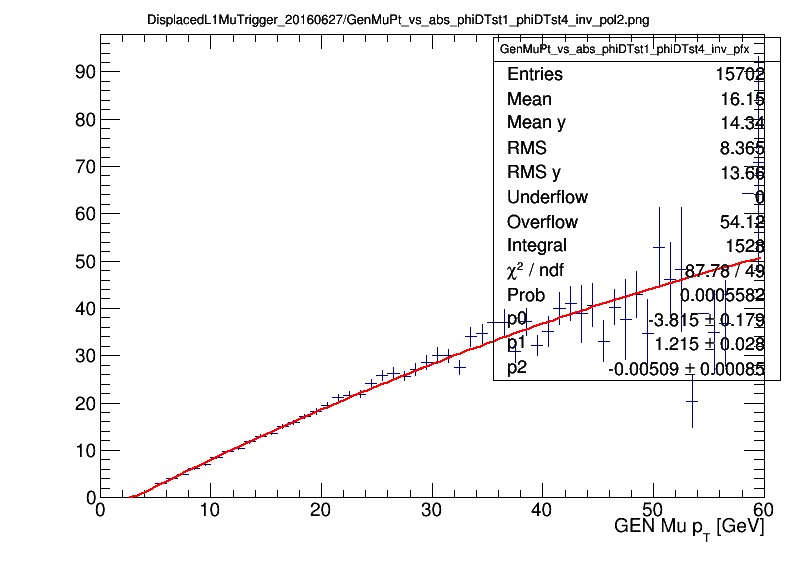 DisplacedL1MuTrigger_20160627/GenMuPt_vs_abs_phiDTst1_phiDTst4_inv_pol2.png
GenMuPt_vs_abs_phiDTst1_phiDTst4_inv_pfx
Entries 15702
Mean 16.15
Mean y 14.34
RMS 8.365
RMS y 13.66
Underflow 0
Overflow 54.12
Integral 1528
χ² / ndf 87.78 / 49
Prob 0.0005582
p0 -3.815 ± 0.179
p1 1.215 ± 0.028
p2 -0.00509 ± 0.00085
90
80
70
60
50
40
30
20
10
0
0 10 20 30 40 50 60
GEN Mu p_T [GeV]